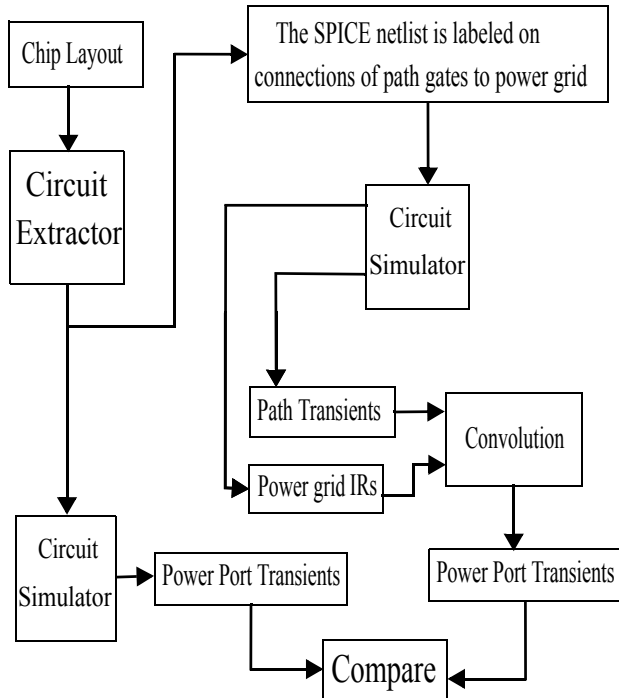 Chip Layout
The SPICE netlist is labeled on
connections of path gates to power grid
Circuit
Extractor
Circuit
Simulator
Path Transients
Convolution
Power grid IRs
Circuit
Simulator
Power Port Transients
Power Port Transients
Compare